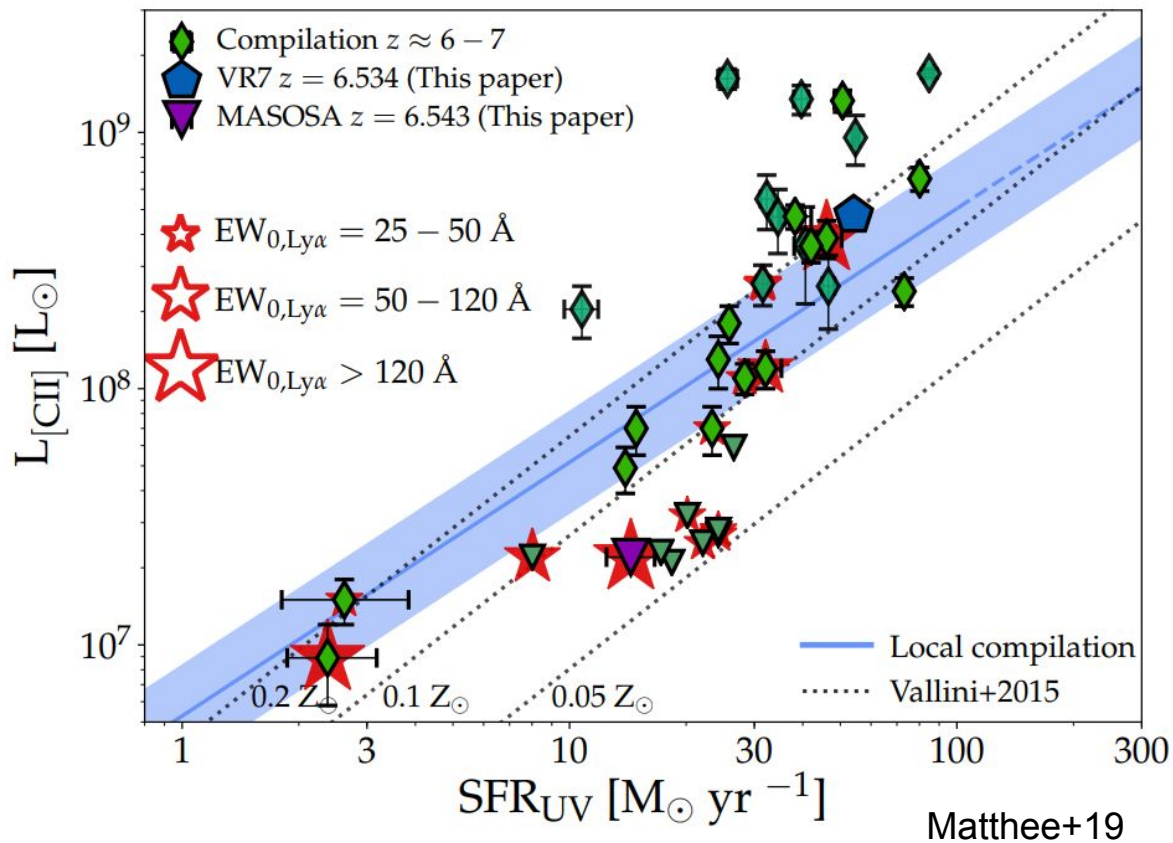 Compilation z ≈ 6 − 7
VR7 z = 6.534 (This paper)
MASOSA z = 6.543 (This paper)
EW0,Lyα = 25 − 50 Å
EW0,Lyα = 50 − 120 Å
EW0,Lyα > 120 Å
L[CII] [L⊙]
10⁹
10⁸
10⁷
0.2 Z⊙
0.1 Z⊙
0.05 Z⊙
Local compilation
Vallini+2015
1
3
10
30
100
300
SFRUV [M⊙ yr −1]
Matthee+19